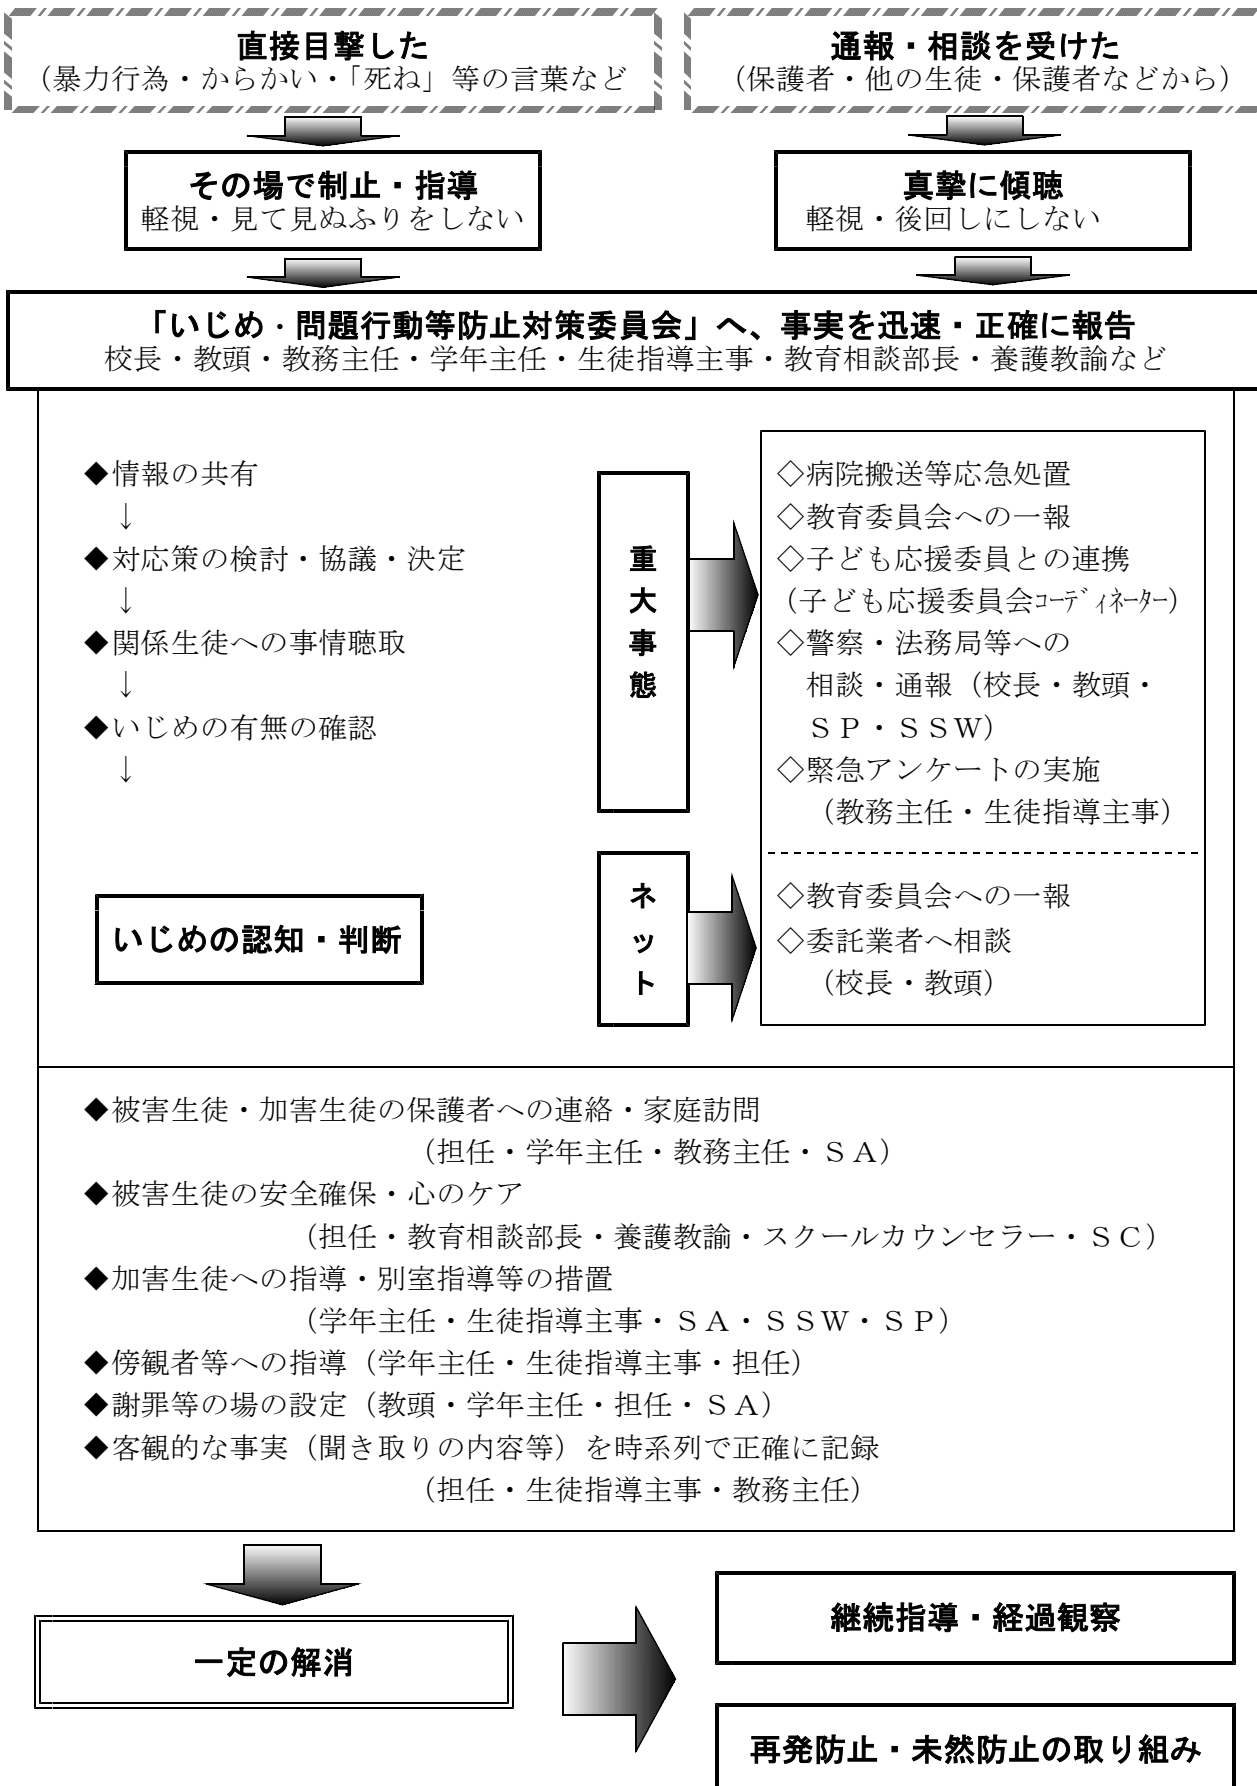 直接目撃した
（暴力行為・からかい・「死ね」等の言葉など
通報・相談を受けた
（保護者・他の生徒・保護者などから）
その場で制止・指導
軽視・見て見ぬふりをしない
真摯に傾聴
軽視・後回しにしない
「いじめ・問題行動等防止対策委員会」へ、事実を迅速・正確に報告
校長・教頭・教務主任・学年主任・生徒指導主事・教育相談部長・養護教諭など
◆情報の共有
↓
◆対応策の検討・協議・決定
↓
◆関係生徒への事情聴取
↓
◆いじめの有無の確認
↓
いじめの認知・判断
重大事態
◇病院搬送等応急処置
◇教育委員会への一報
◇子ども応援委員との連携
（子ども応援委員会ｺｰﾃﾞｨﾈｰﾀｰ）
◇警察・法務局等への
相談・通報（校長・教頭・
ＳＰ・ＳＳＷ）
◇緊急アンケートの実施
（教務主任・生徒指導主事）
ネット
◇教育委員会への一報
◇委託業者へ相談
（校長・教頭）
◆被害生徒・加害生徒の保護者への連絡・家庭訪問
（担任・学年主任・教務主任・ＳＡ）
◆被害生徒の安全確保・心のケア
（担任・教育相談部長・養護教諭・スクールカウンセラー・ＳＣ）
◆加害生徒への指導・別室指導等の措置
（学年主任・生徒指導主事・ＳＡ・ＳＳＷ・ＳＰ）
◆傍観者等への指導（学年主任・生徒指導主事・担任）
◆謝罪等の場の設定（教頭・学年主任・担任・ＳＡ）
◆客観的な事実（聞き取りの内容等）を時系列で正確に記録
（担任・生徒指導主事・教務主任）
一定の解消
継続指導・経過観察
再発防止・未然防止の取り組み